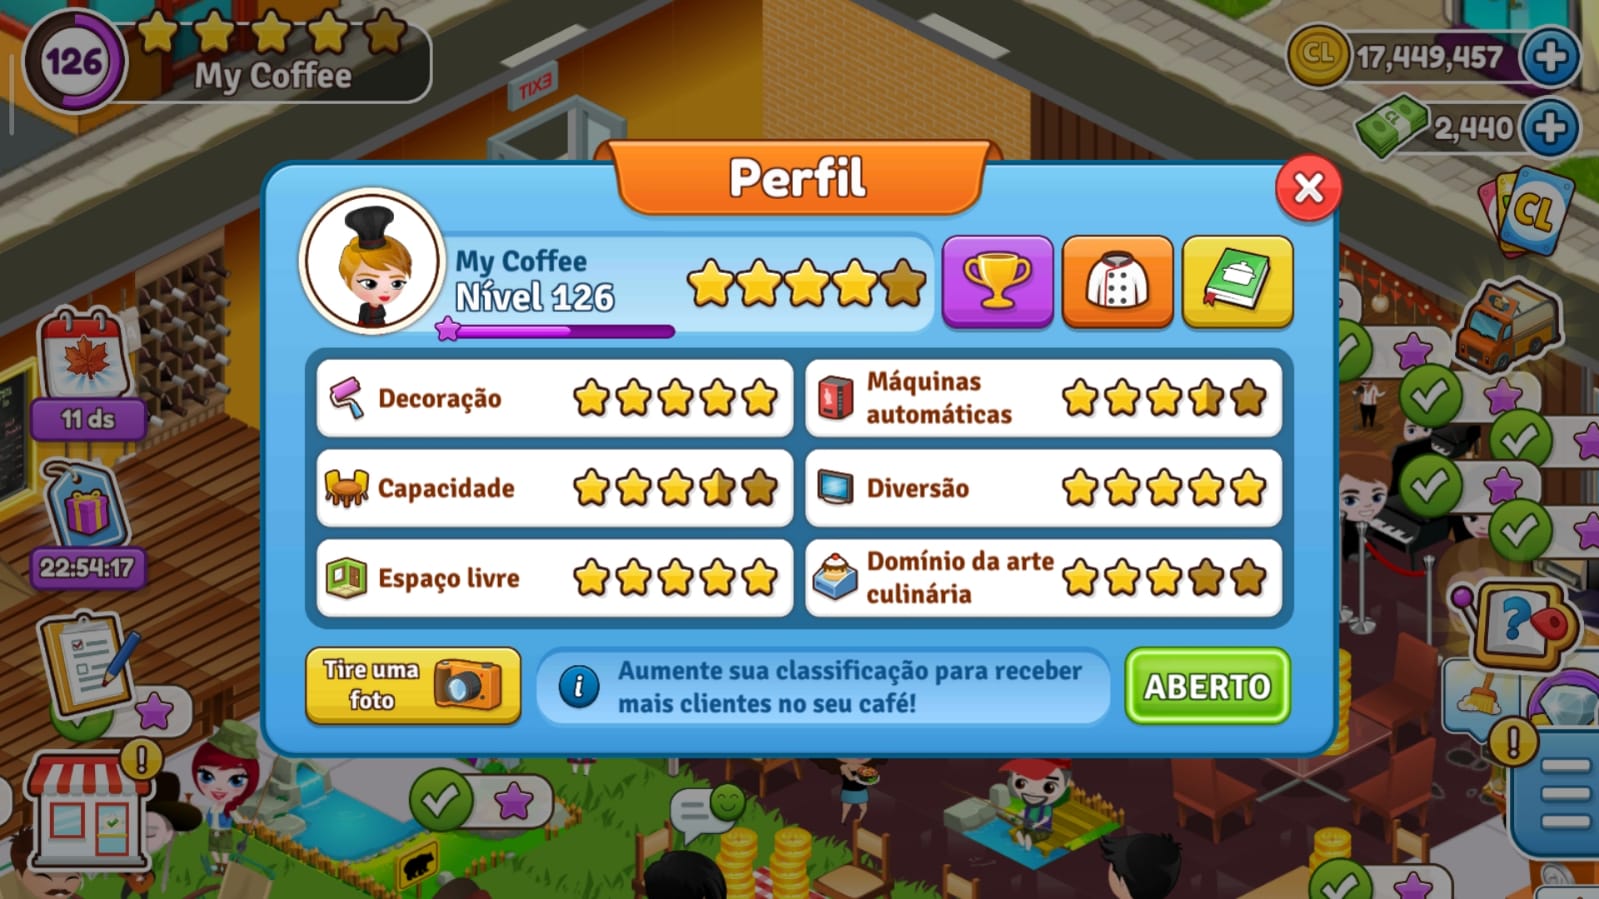 126
My Coffee
EXIT
CL 17,449,457
CL 2,440
CL
Perfil
My Coffee
Nível 126
Decoração
Máquinas
automáticas
Capacidade
Diversão
Espaço livre
Domínio da arte
culinária
Tire uma
foto
i
Aumente sua classificação para receber
mais clientes no seu café!
ABERTO
11 ds
22:54:17
?
!
!